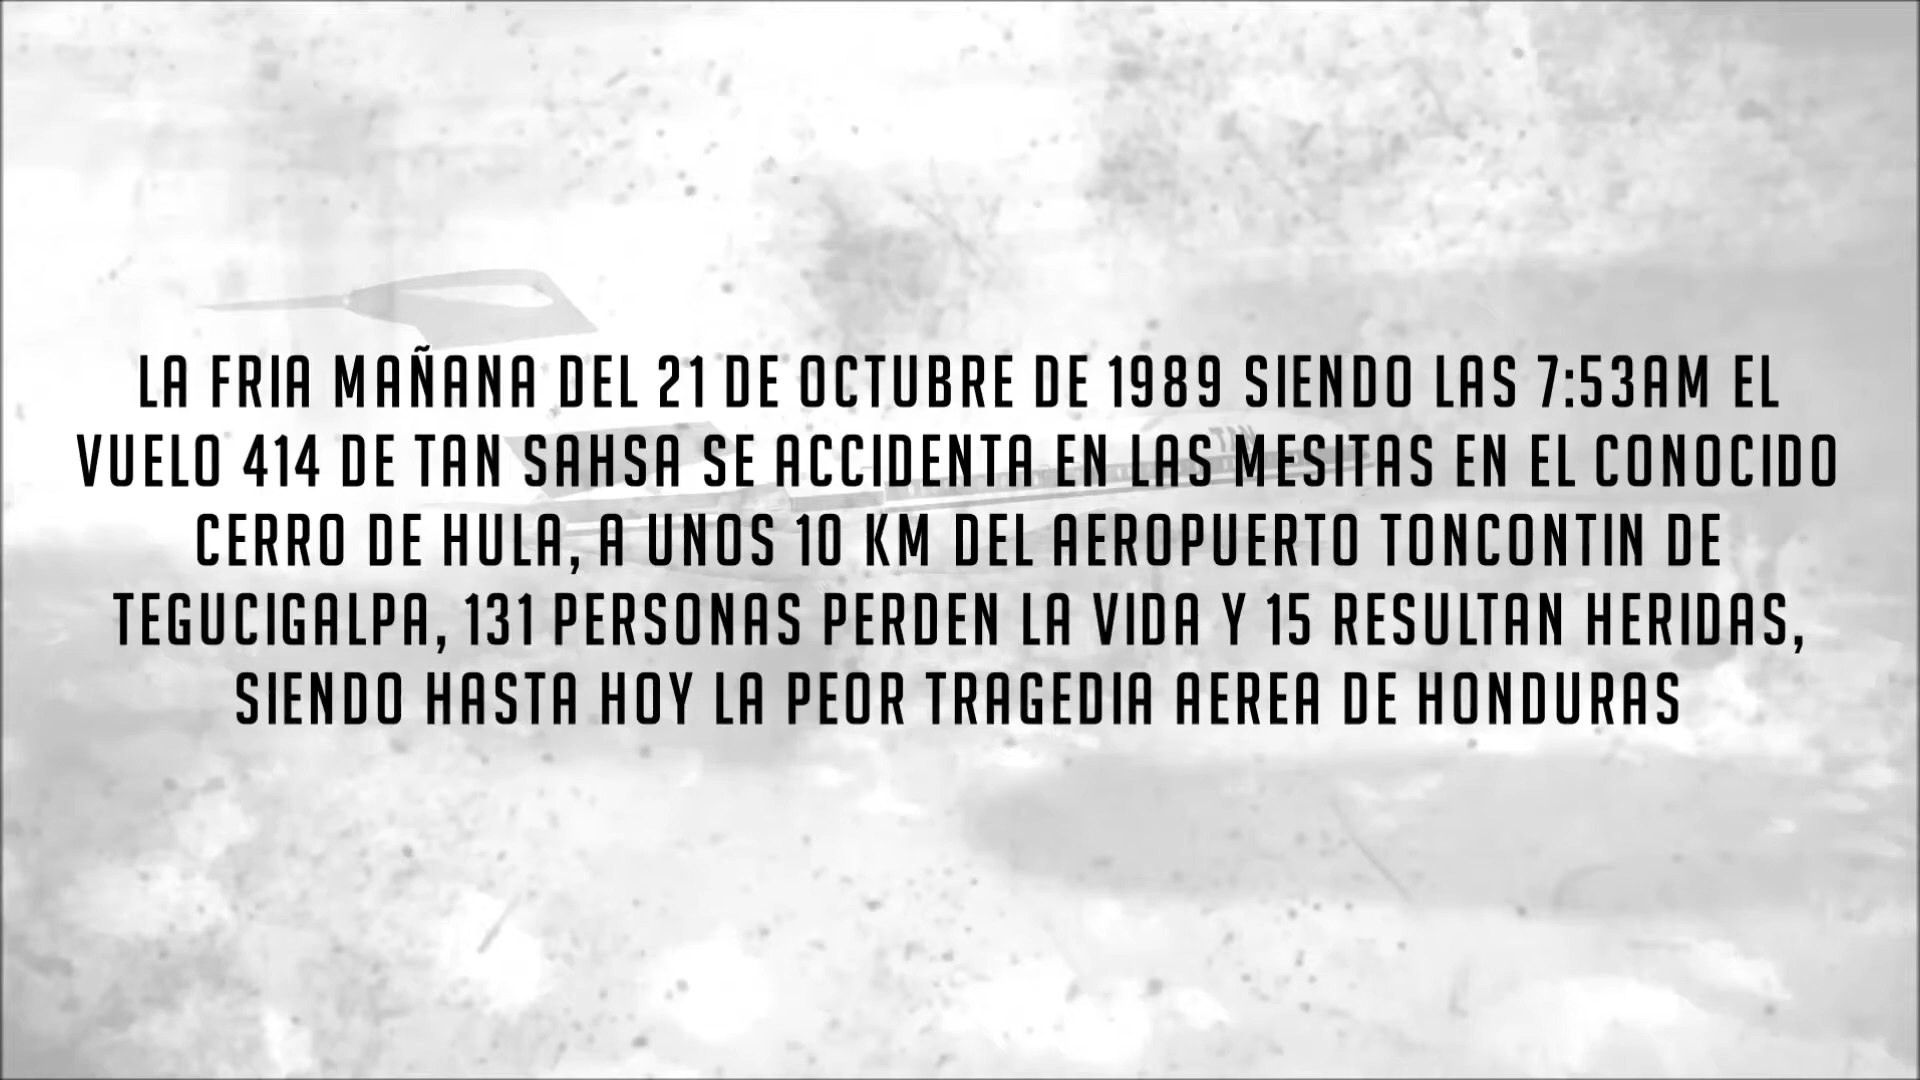 LA FRIA MAÑANA DEL 21 DE OCTUBRE DE 1989 SIENDO LAS 7:53AM EL
VUELO 414 DE TAN SAHSA SE ACCIDENTA EN LAS MESITAS EN EL CONOCIDO
CERRO DE HULA, A UNOS 10 KM DEL AEROPUERTO TONCONTIN DE
TEGUCIGALPA, 131 PERSONAS PERDEN LA VIDA Y 15 RESULTAN HERIDAS,
SIENDO HASTA HOY LA PEOR TRAGEDIA AEREA DE HONDURAS
TAN